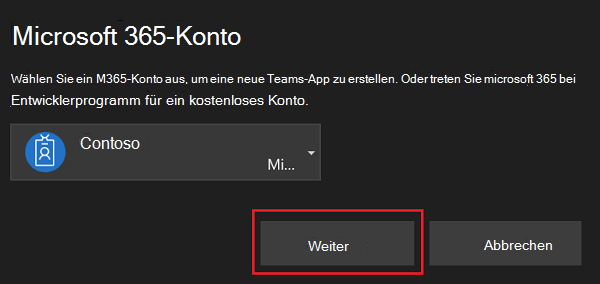 Microsoft 365-Konto
Wählen Sie ein M365-Konto aus, um eine neue Teams-App zu erstellen. Oder treten Sie microsoft 365 bei
Entwicklerprogramm für ein kostenloses Konto.
Contoso
Mi...
Weiter
Abbrechen